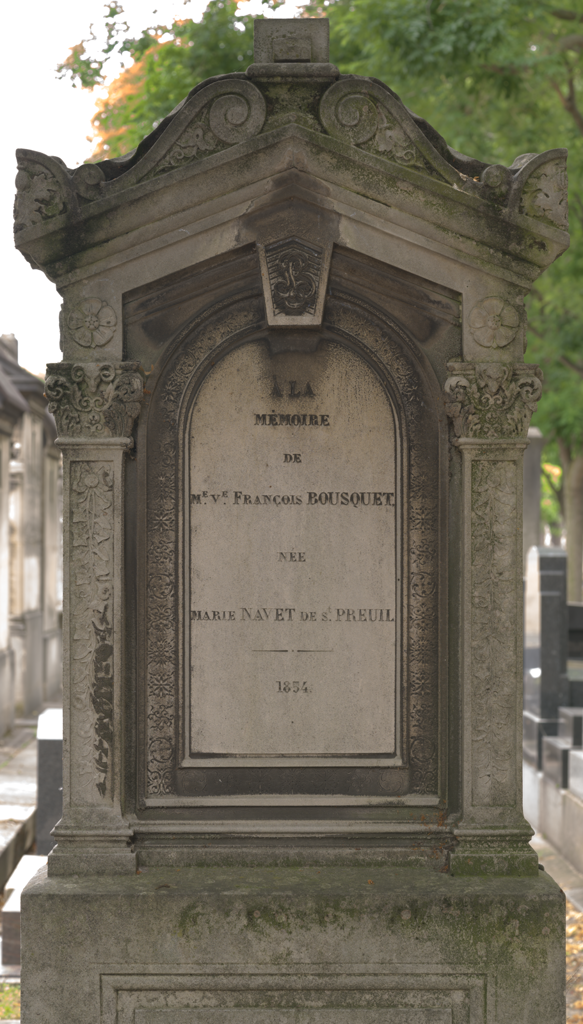 À LA
MÉMOIRE
DE
Mᴱ Vᴱ. FRANÇOIS BOUSQUET,
NÉE
MARIE NAVET DE Sᵗ. PREUIL
1834.